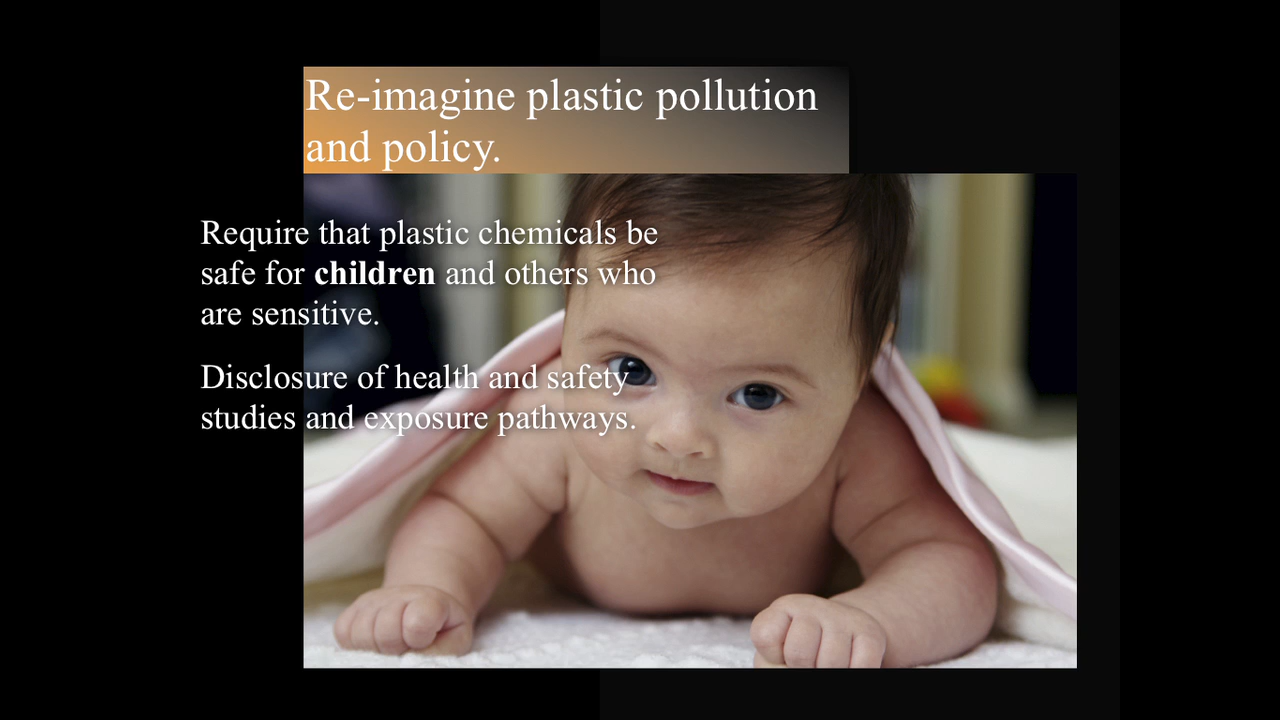 Re-imagine plastic pollution
and policy.
Require that plastic chemicals be
safe for children and others who
are sensitive.
Disclosure of health and safety
studies and exposure pathways.